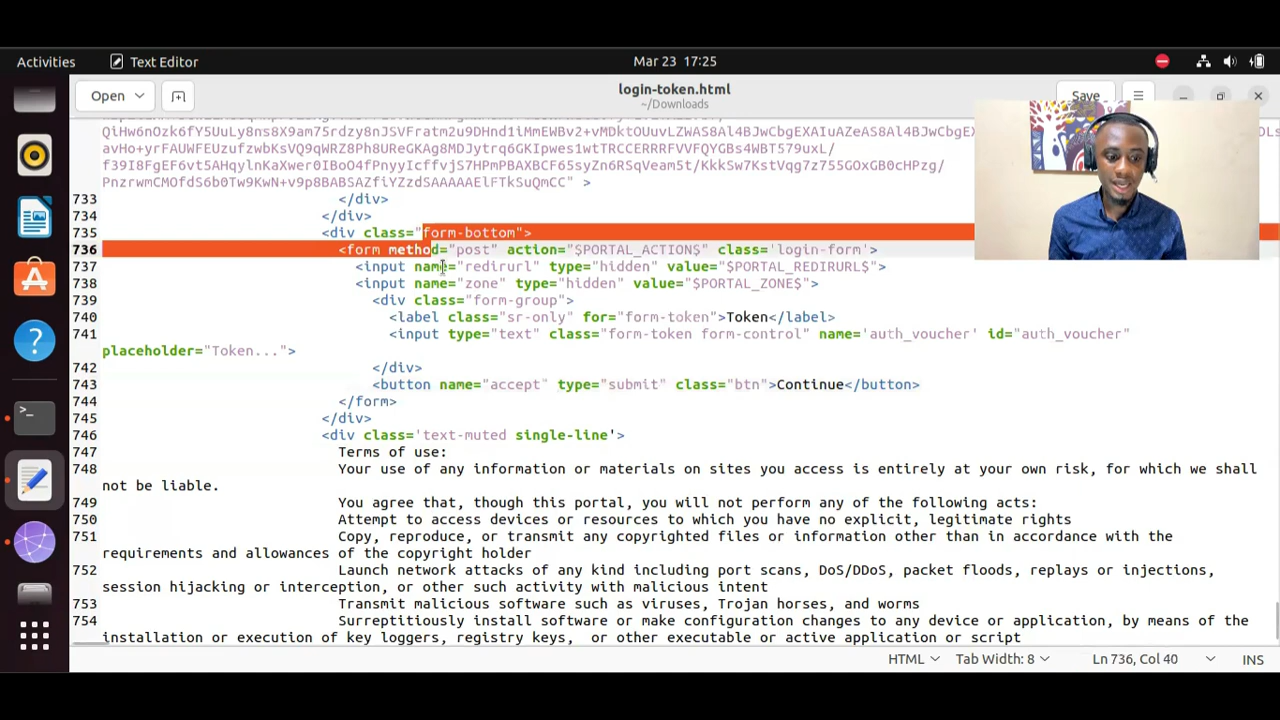 Activities
Text Editor
Mar 23 17:25
Open
login-token.html
~/Downloads
Save
733 </div>
734 </div>
735 <div class="form-bottom">
736 <form method="post" action="$PORTAL_ACTION$" class='login-form'>
737 <input name="redirurl" type="hidden" value="$PORTAL_REDIRURL$">
738 <input name="zone" type="hidden" value="$PORTAL_ZONE$">
739 <div class="form-group">
740 <label class="sr-only" for="form-token">Token</label>
741 <input type="text" class="form-token form-control" name='auth_voucher' id="auth_voucher"
placeholder="Token...">
742 </div>
743 <button name="accept" type="submit" class="btn">Continue</button>
744 </form>
745 </div>
746 <div class='text-muted single-line'>
747 Terms of use:
748 Your use of any information or materials on sites you access is entirely at your own risk, for which we shall
not be liable.
749 You agree that, though this portal, you will not perform any of the following acts:
750 Attempt to access devices or resources to which you have no explicit, legitimate rights
751 Copy, reproduce, or transmit any copyrighted files or information other than in accordance with the
requirements and allowances of the copyright holder
752 Launch network attacks of any kind including port scans, DoS/DDoS, packet floods, replays or injections,
session hijacking or interception, or other such activity with malicious intent
753 Transmit malicious software such as viruses, Trojan horses, and worms
754 Surreptitiously install software or make configuration changes to any device or application, by means of the
installation or execution of key loggers, registry keys, or other executable or active application or script
HTML
Tab Width: 8
Ln 736, Col 40
INS